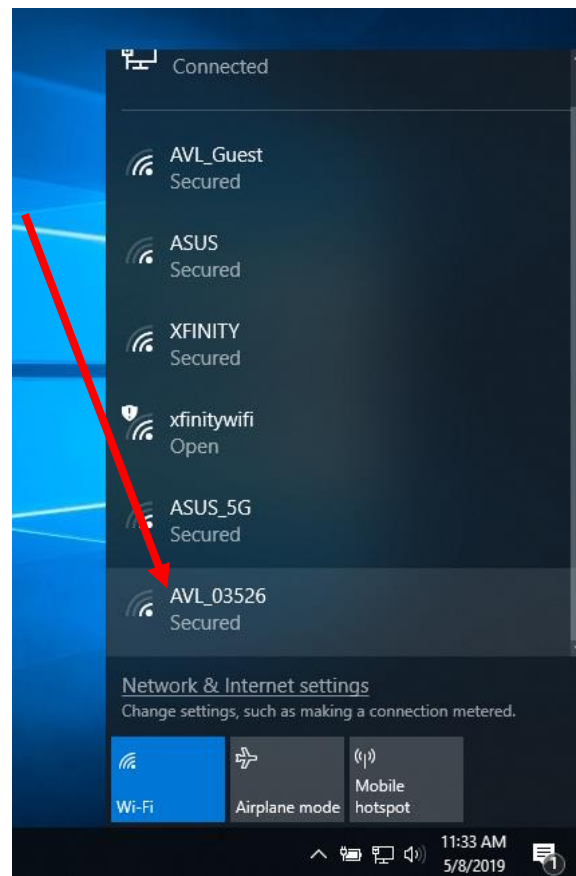 Connected
AVL_Guest
Secured
ASUS
Secured
XFINITY
Secured
xfinitywifi
Open
ASUS_5G
Secured
AVL_03526
Secured
Network & Internet settings
Change settings, such as making a connection metered.
Wi-Fi
Airplane mode
Mobile
hotspot
11:33 AM
5/8/2019
1